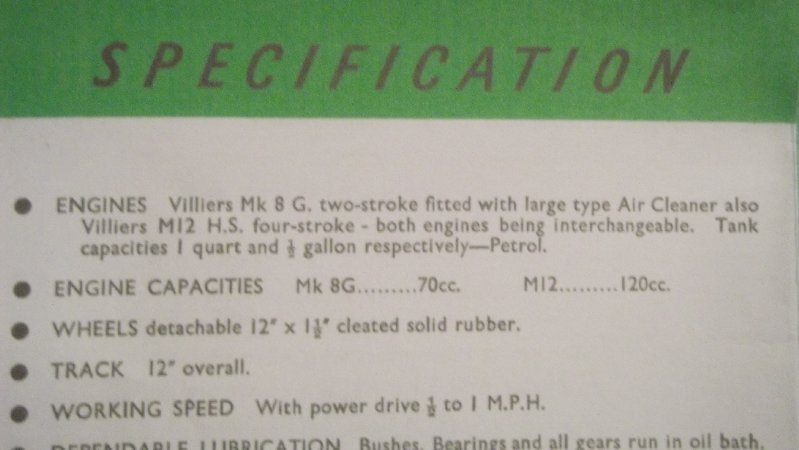 SPECIFICATION
● ENGINES Villiers Mk 8 G. two-stroke fitted with large type Air Cleaner also
Villiers M12 H.S. four-stroke - both engines being interchangeable. Tank
capacities 1 quart and ½ gallon respectively—Petrol.
● ENGINE CAPACITIES Mk 8G.........70cc. M12.........120cc.
● WHEELS detachable 12″ x 1½″ cleated solid rubber.
● TRACK 12″ overall.
● WORKING SPEED With power drive ½ to 1 M.P.H.
● DEPENDABLE LUBRICATION Bushes, Bearings and all gears run in oil bath.